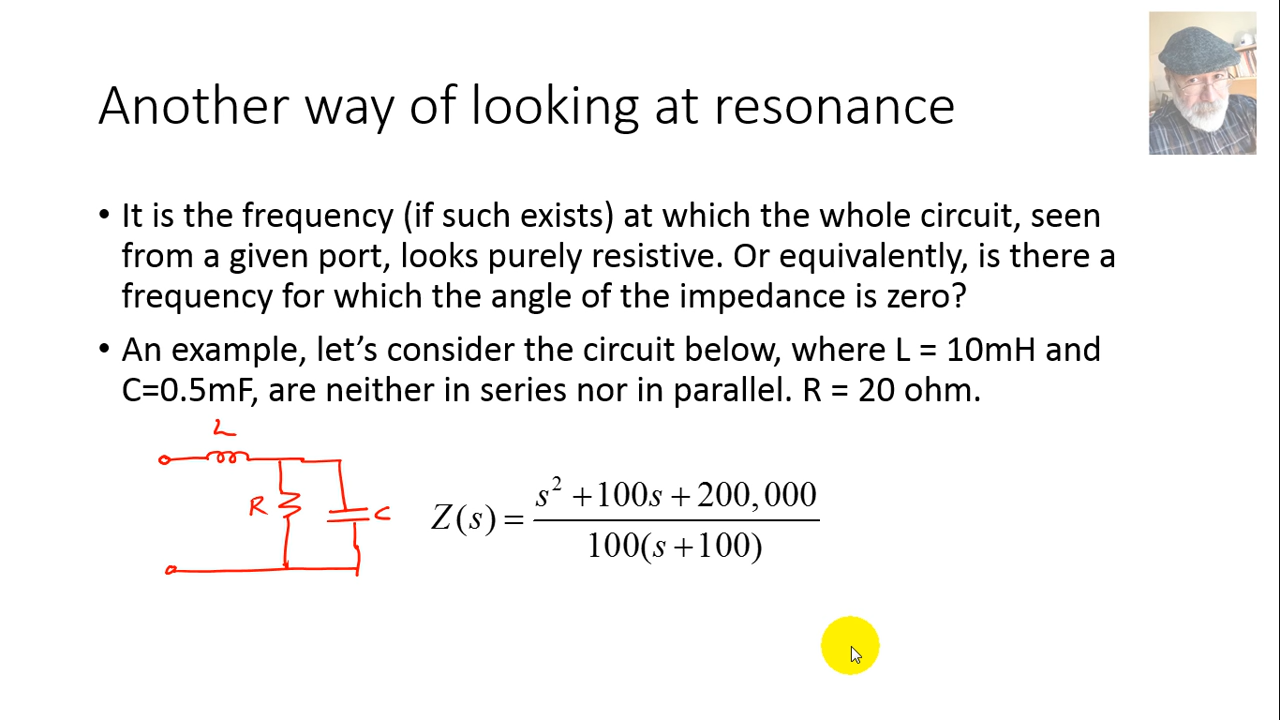 Another way of looking at resonance
• It is the frequency (if such exists) at which the whole circuit, seen
from a given port, looks purely resistive. Or equivalently, is there a
frequency for which the angle of the impedance is zero?
• An example, let’s consider the circuit below, where L = 10mH and
C=0.5mF, are neither in series nor in parallel. R = 20 ohm.
L
R
C
Z(s) = (s² + 100s + 200,000) / (100(s + 100))